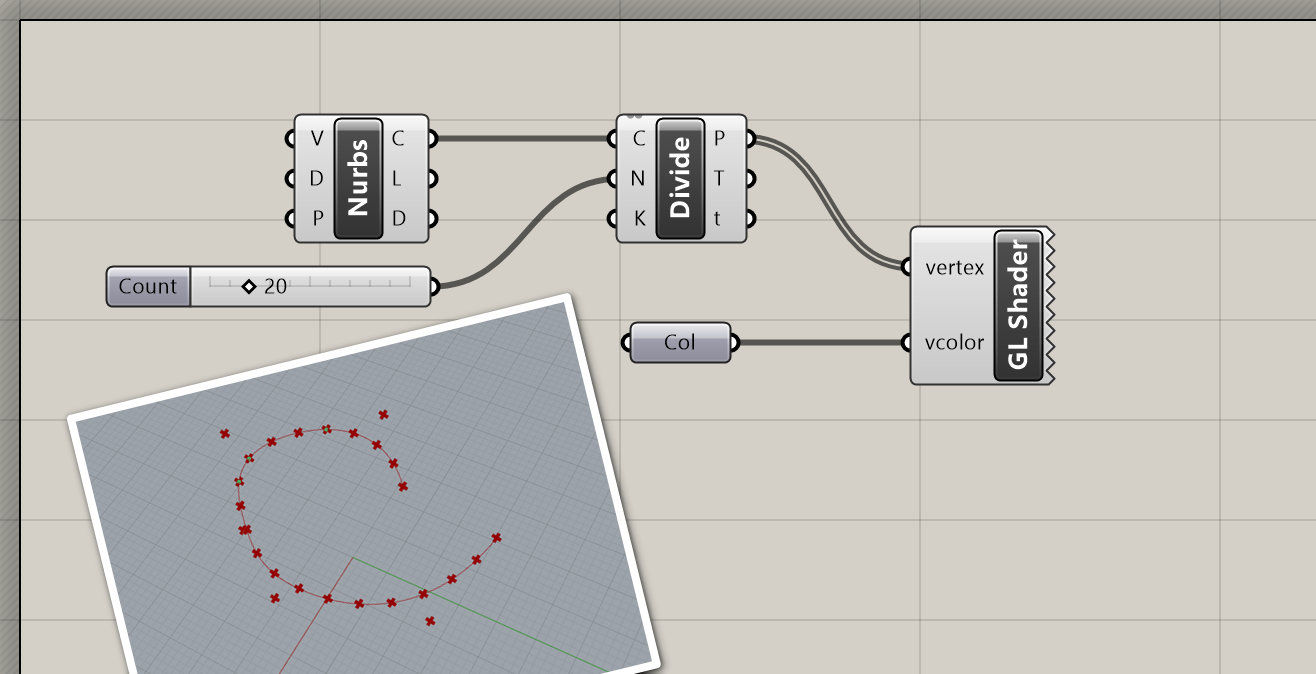 V
D
P
Nurbs
C
L
D
C
N
K
Divide
P
T
t
Count
20
Col
vertex
vcolor
GL Shader